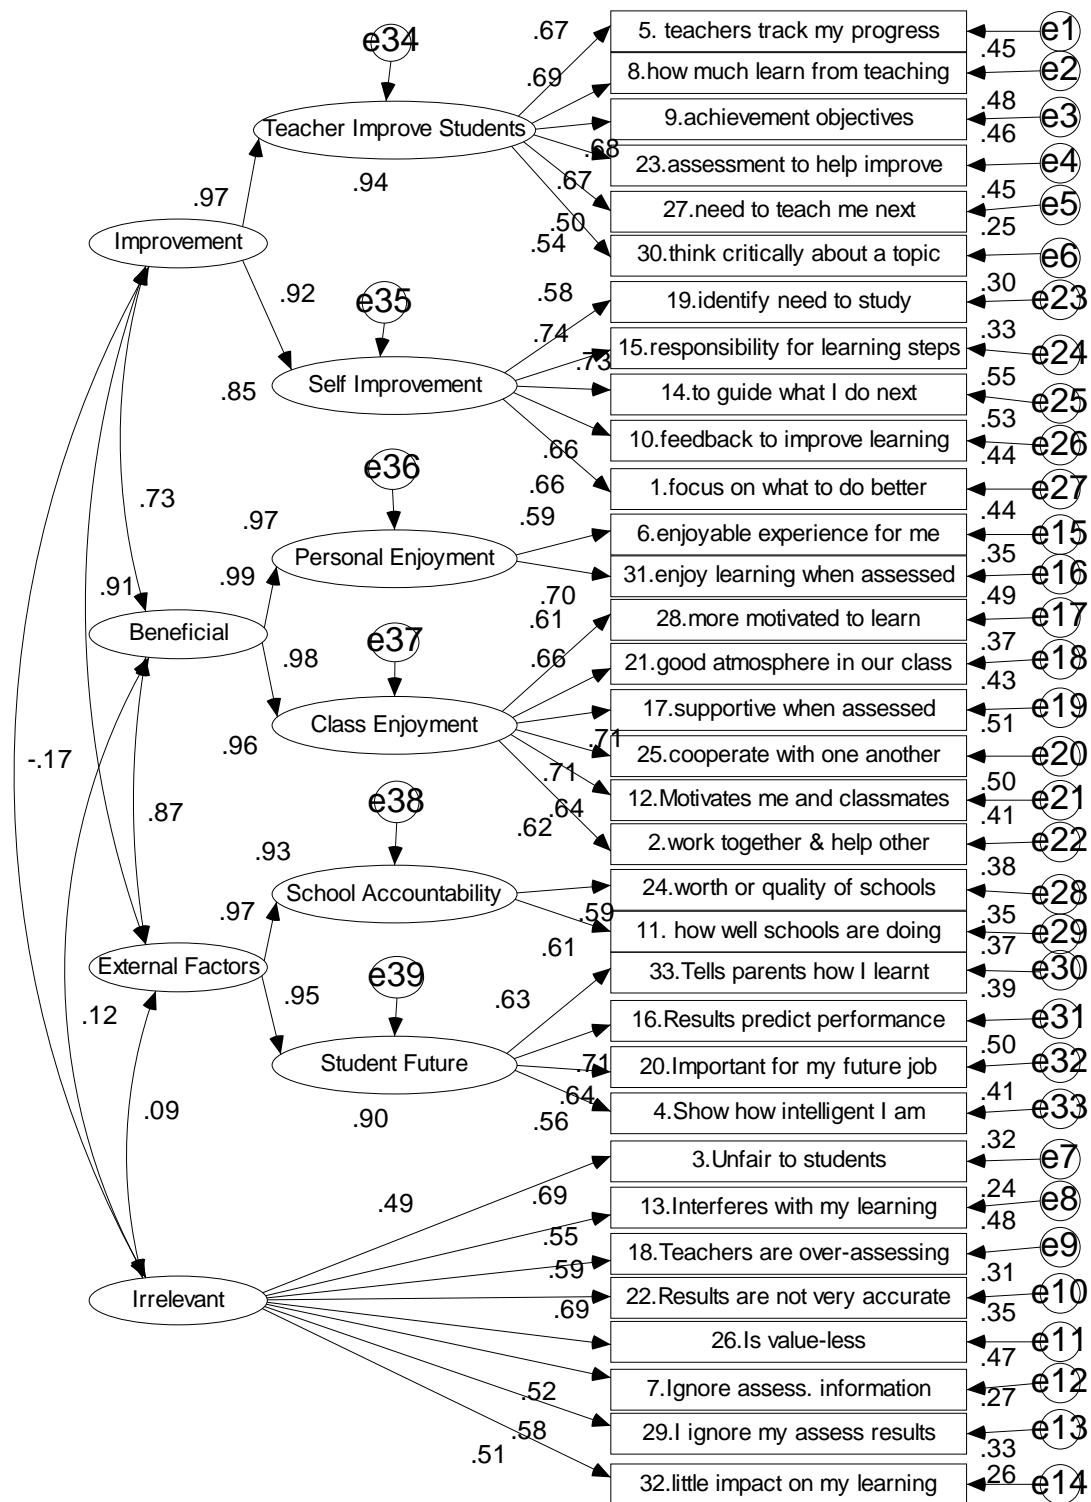 e34
.67
5. teachers track my progress
e1
.45
.69
8.how much learn from teaching
e2
Teacher Improve Students
9.achievement objectives
.48
e3
.46
.68
23.assessment to help improve
e4
.94
.67
.45
.97
27.need to teach me next
e5
.50
.25
Improvement
.54
30.think critically about a topic
e6
.92
e35
.58
19.identify need to study
.30
e23
.74
.33
.73
15.responsibility for learning steps
e24
Self Improvement
.85
14.to guide what I do next
.55
e25
.53
10.feedback to improve learning
e26
.66
.44
e36
.66
1.focus on what to do better
e27
.73
.97
.59
.44
Personal Enjoyment
6.enjoyable experience for me
e15
.35
.91
.99
31.enjoy learning when assessed
e16
.70
.49
.61
28.more motivated to learn
e17
Beneficial
e37
.37
.98
.66
21.good atmosphere in our class
e18
.43
Class Enjoyment
17.supportive when assessed
e19
.96
.71
.51
-.17
25.cooperate with one another
e20
.71
.50
e38
12.Motivates me and classmates
e21
.87
.64
.41
.62
2.work together & help other
e22
.93
.38
School Accountability
24.worth or quality of schools
e28
.97
.59
.35
11. how well schools are doing
e29
.61
.37
External Factors
e39
33.Tells parents how I learnt
e30
.95
.63
.39
.12
16.Results predict performance
e31
Student Future
.71
.50
20.Important for my future job
e32
.64
.41
.09
.90
.56
4.Show how intelligent I am
e33
.32
3.Unfair to students
e7
.49
.69
.24
13.Interferes with my learning
e8
.55
.48
18.Teachers are over-assessing
e9
.59
.31
Irrelevant
.69
22.Results are not very accurate
e10
.35
26.Is value-less
e11
.47
.52
7.Ignore assess. information
e12
.27
.58
29.I ignore my assess results
e13
.51
.33
32.little impact on my learning
.26
e14